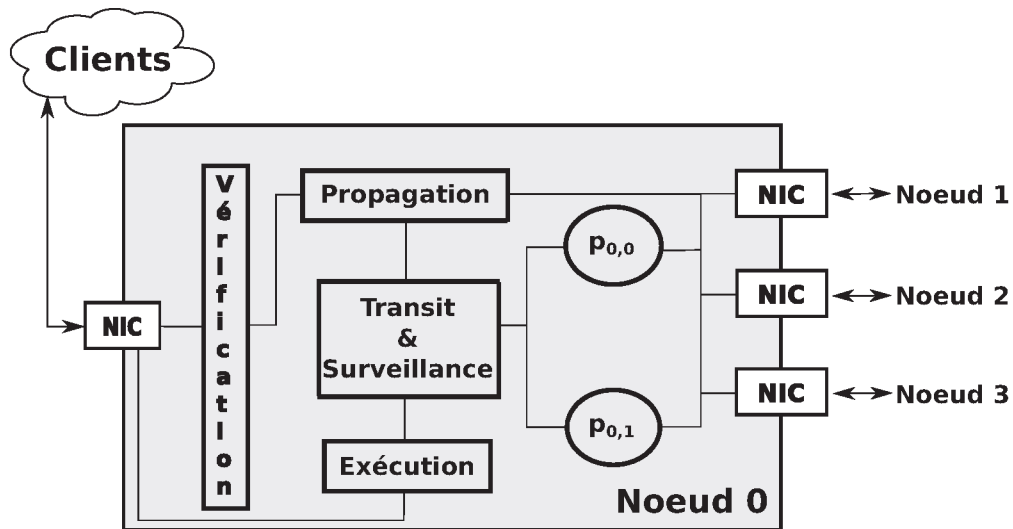 Clients
Vérification
Propagation
NIC
Noeud 1
p0,0
Transit
&
Surveillance
NIC
Noeud 2
NIC
NIC
Noeud 3
p0,1
Exécution
Noeud 0